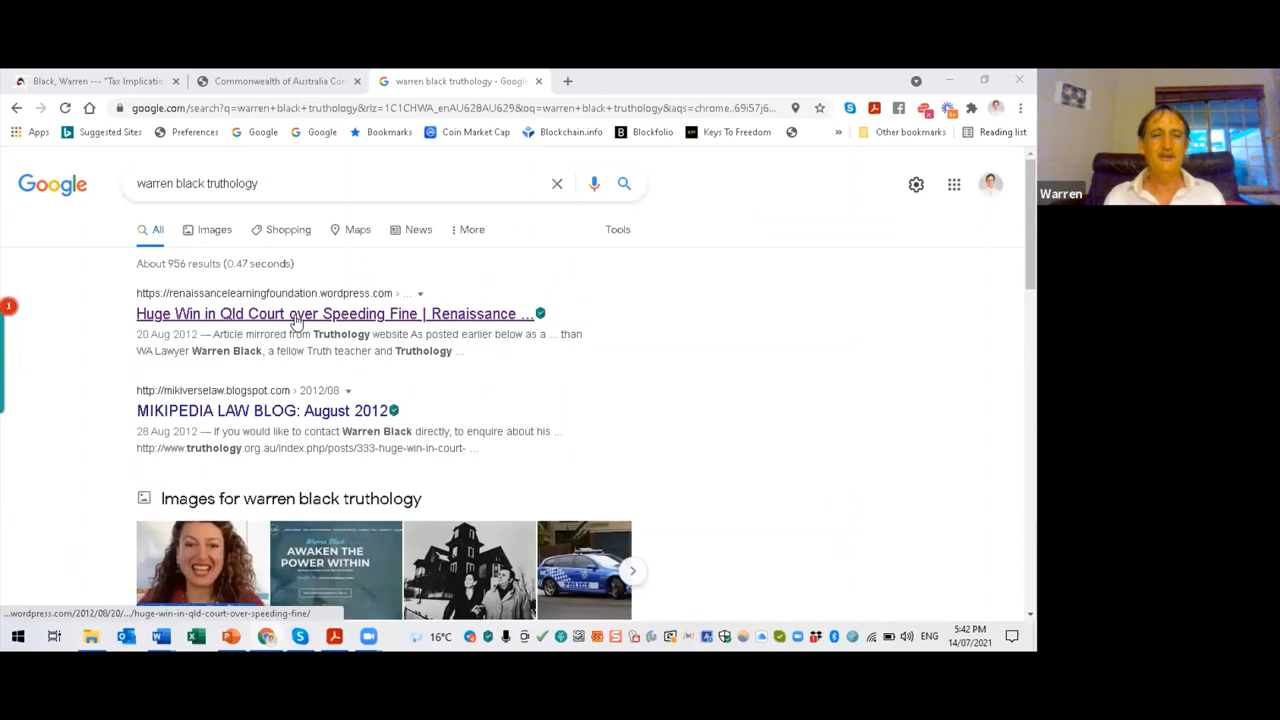 Black, Warren --- "Tax Implicatio
Commonwealth of Australia Con
warren black truthology - Google
google.com/search?q=warren+black+truthology&rlz=1C1CHWA_enAU628AU629&oq=warren+black+truthology&aqs=chrome..69i57j6...
Apps Suggested Sites Preferences Google Google Bookmarks Coin Market Cap Blockchain.info Blockfolio Keys To Freedom » Other bookmarks Reading list
Warren
Google
warren black truthology
All Images Shopping Maps News More Tools
About 956 results (0.47 seconds)
https://renaissancelearningfoundation.wordpress.com › ...
Huge Win in Qld Court over Speeding Fine | Renaissance ...
20 Aug 2012 — Article mirrored from Truthology website As posted earlier below as a ... than
WA Lawyer Warren Black, a fellow Truth teacher and Truthology ...
1
http://mikiverselaw.blogspot.com › 2012/08
MIKIPEDIA LAW BLOG: August 2012
28 Aug 2012 — If you would like to contact Warren Black directly, to enquire about his ...
http://www.truthology.org.au/index.php/posts/333-huge-win-in-court- ...
Images for warren black truthology
Warren Black
AWAKEN THE
POWER WITHIN
POLICE
...wordpress.com/2012/08/20/.../huge-win-in-qld-court-over-speeding-fine/
16°C
ENG
5:42 PM
14/07/2021